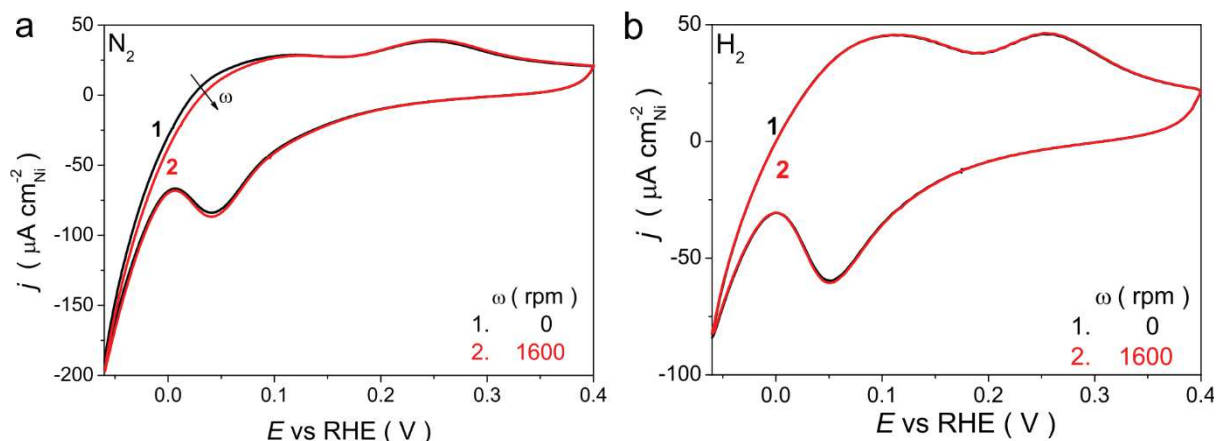 a
N2
50
0
-50
-100
-150
-200
j ( μA cm-2Ni )
1
2
ω
ω ( rpm )
1. 0
2. 1600
0.0 0.1 0.2 0.3 0.4
E vs RHE ( V )
b
H2
50
0
-50
-100
j ( μA cm-2Ni )
1
2
ω ( rpm )
1. 0
2. 1600
0.0 0.1 0.2 0.3 0.4
E vs RHE ( V )